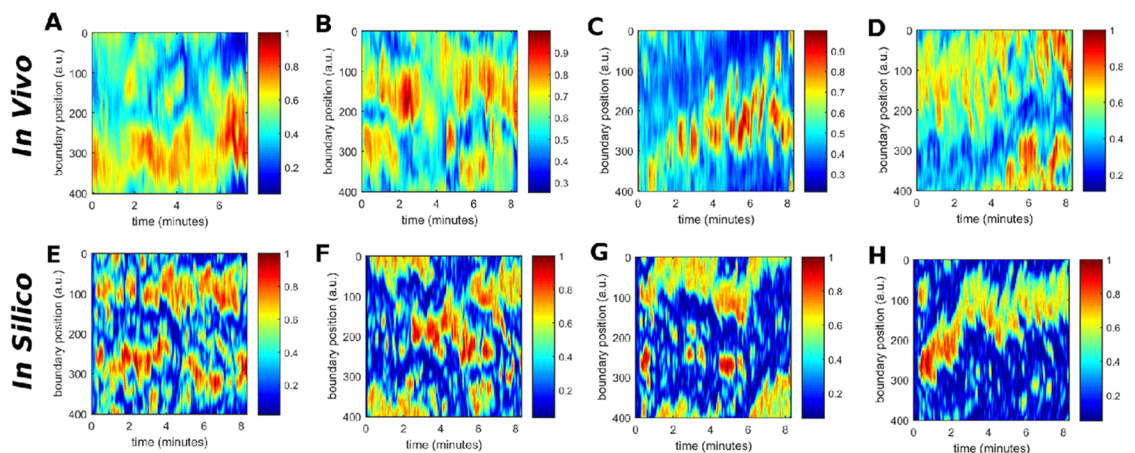 In Vivo
A
boundary position (a.u.)
0
100
200
300
400
0 2 4 6
time (minutes)
1
0.8
0.6
0.4
0.2
B
boundary position (a.u.)
0
100
200
300
400
0 2 4 6 8
time (minutes)
0.9
0.8
0.7
0.6
0.5
0.4
0.3
C
boundary position (a.u.)
0
100
200
300
400
0 2 4 6 8
time (minutes)
0.9
0.8
0.7
0.6
0.5
0.4
0.3
D
boundary position (a.u.)
0
100
200
300
400
0 2 4 6 8
time (minutes)
1
0.8
0.6
0.4
0.2
In Silico
E
boundary position (a.u.)
0
100
200
300
400
0 2 4 6 8
time (minutes)
1
0.8
0.6
0.4
0.2
F
boundary position (a.u.)
0
100
200
300
400
0 2 4 6 8
time (minutes)
1
0.8
0.6
0.4
0.2
G
boundary position (a.u.)
0
100
200
300
400
0 2 4 6 8
time (minutes)
1
0.8
0.6
0.4
0.2
H
boundary position (a.u.)
0
100
200
300
400
0 2 4 6 8
time (minutes)
1
0.8
0.6
0.4
0.2